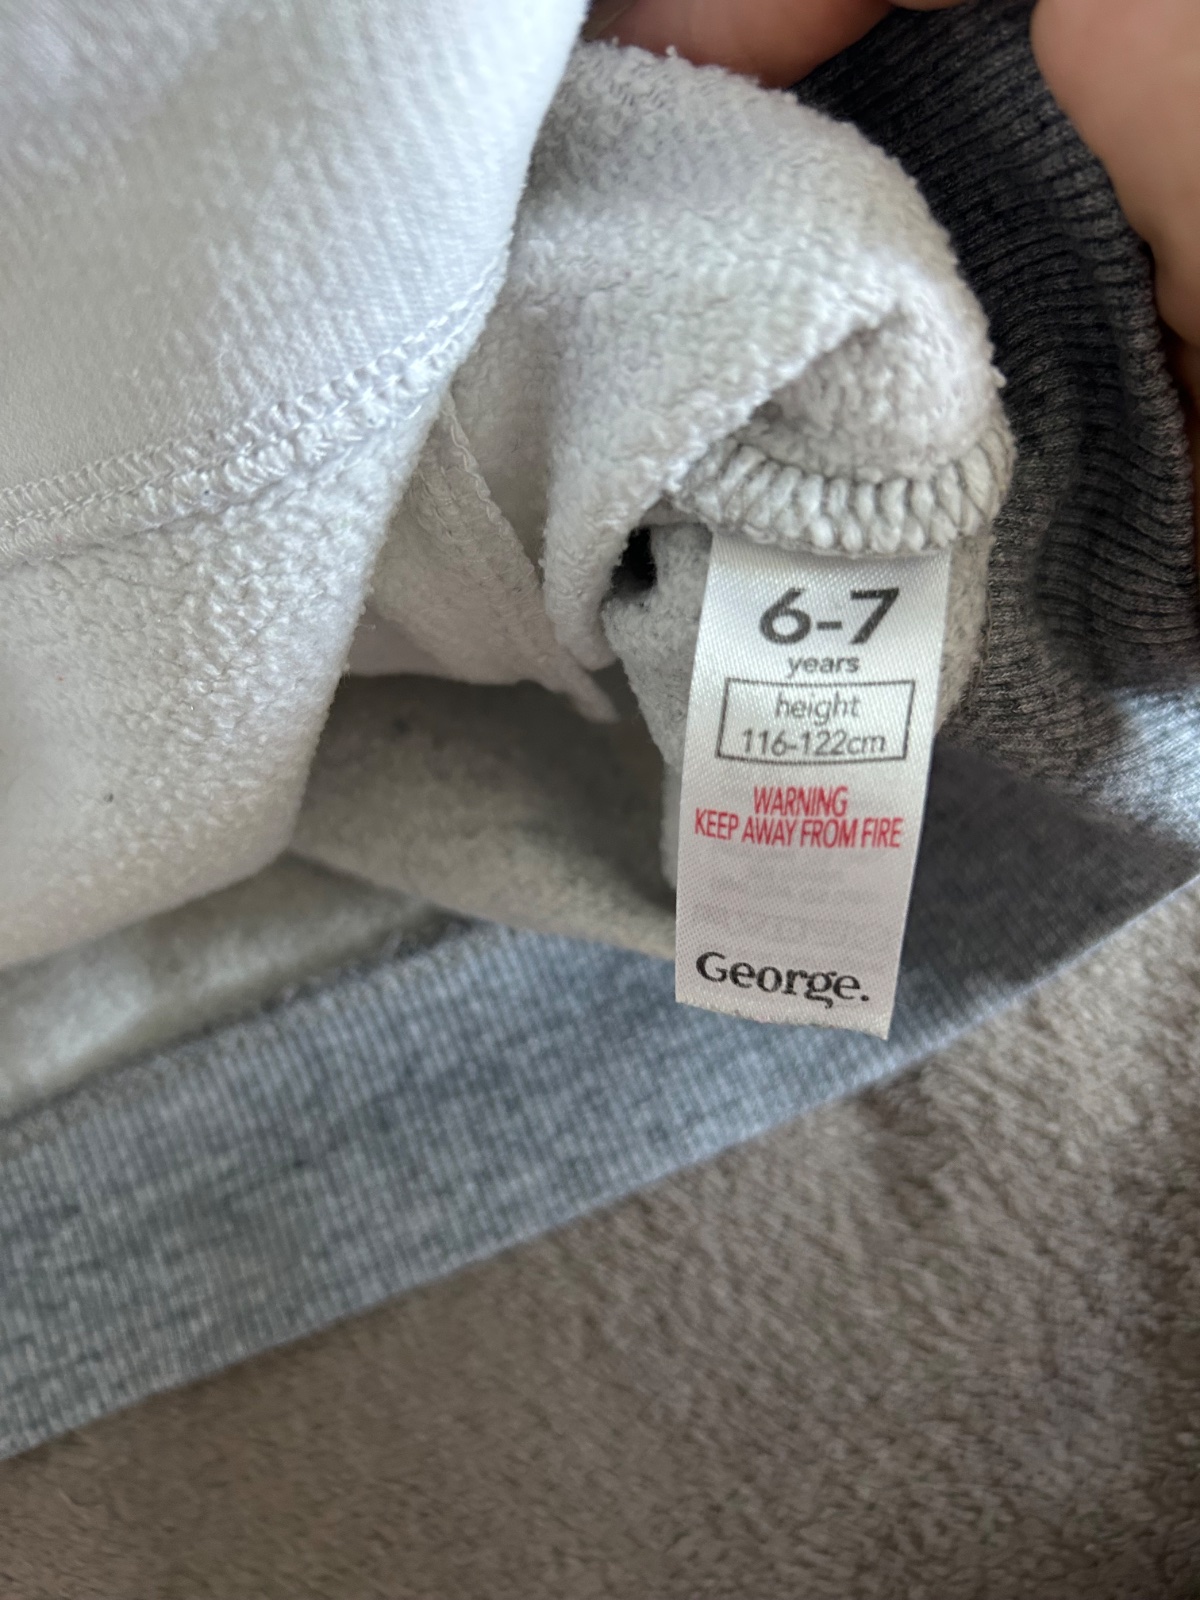 6-7
years
height
116-122cm
WARNING
KEEP AWAY FROM FIRE
George.